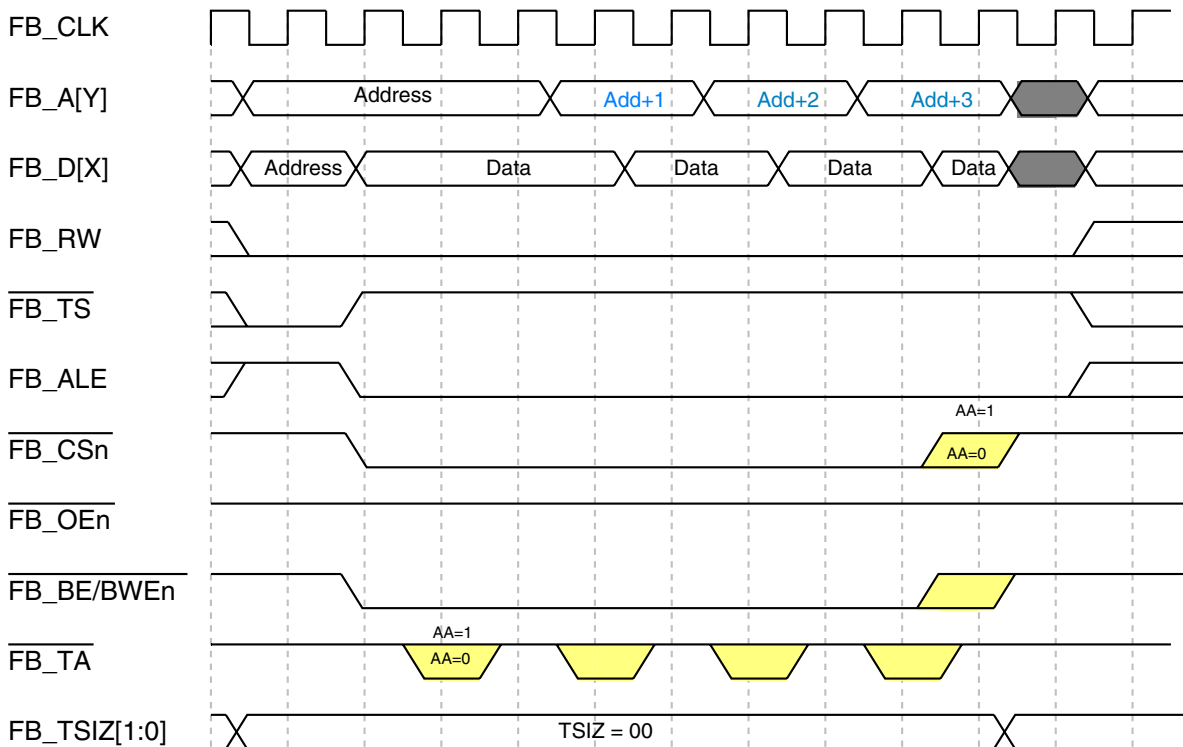 FB_CLK
FB_A[Y] Address Add+1 Add+2 Add+3
FB_D[X] Address Data Data Data Data
FB_RW
FB_TS
FB_ALE
AA=1
FB_CSn AA=0
FB_OEn
FB_BE/BWEn
AA=1
FB_TA AA=0
FB_TSIZ[1:0] TSIZ = 00